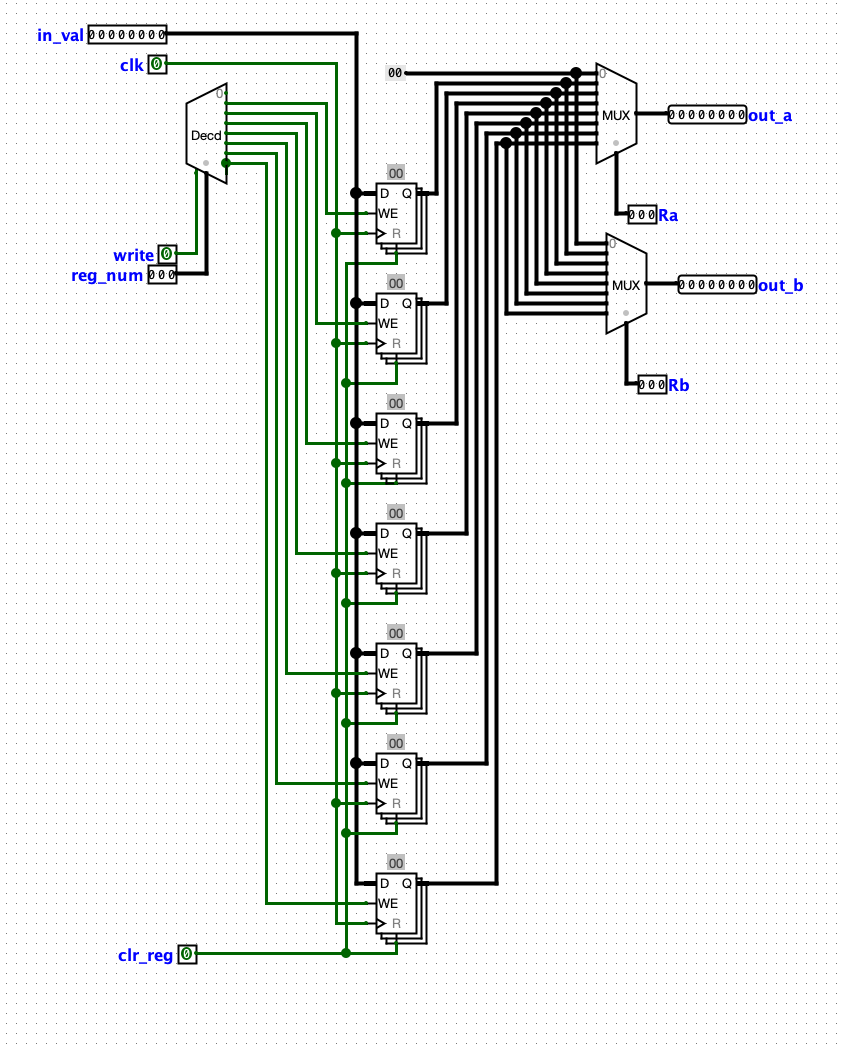 in_val 00000000
clk 0
00
0
0
Decd
MUX
00000000 out_a
000 Ra
write 0
reg_num 000
0
MUX
00000000 out_b
000 Rb
00
D Q
WE
R
00
D Q
WE
R
00
D Q
WE
R
00
D Q
WE
R
00
D Q
WE
R
00
D Q
WE
R
00
D Q
WE
R
clr_reg 0